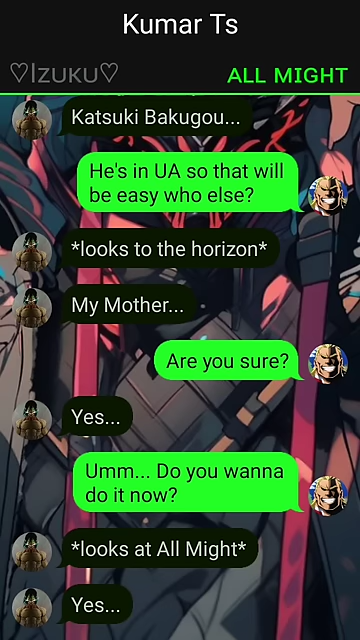 Kumar Ts
♡Izuku♡ ALL MIGHT
Katsuki Bakugou...
He's in UA so that will
be easy who else?
*looks to the horizon*
My Mother...
Are you sure?
Yes...
Umm... Do you wanna
do it now?
*looks at All Might*
Yes...